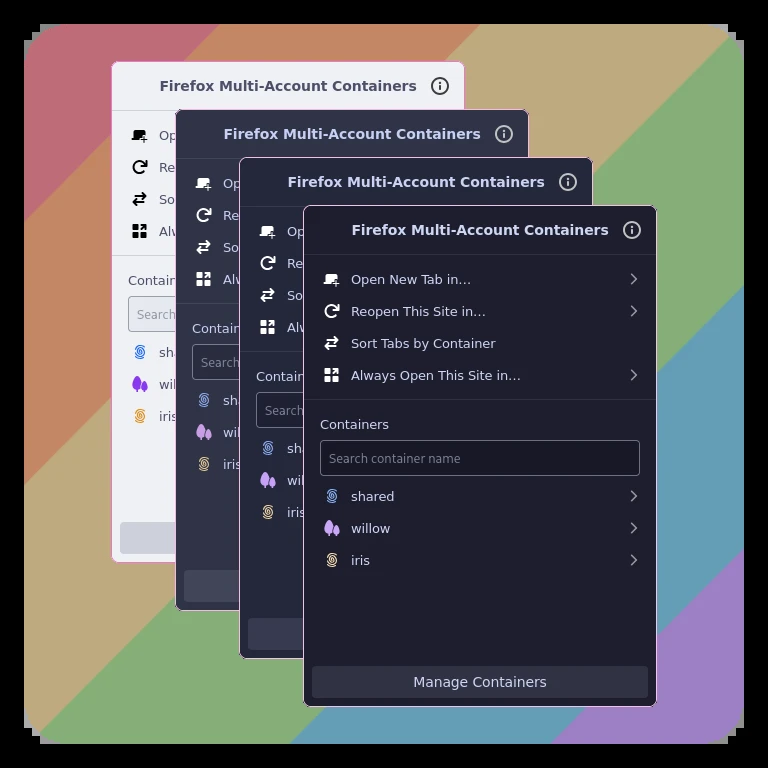 Firefox Multi-Account Containers
Op
Re
So
Alw
Contain
Search
sha
wil
iris
Firefox Multi-Account Containers
Op
Re
So
Alw
Contain
Search
sha
wil
iris
Firefox Multi-Account Containers
Op
Re
So
Alw
Contain
Search
sha
wil
iris
Firefox Multi-Account Containers
Open New Tab in...
Reopen This Site in...
Sort Tabs by Container
Always Open This Site in...
Containers
Search container name
shared
willow
iris
Manage Containers